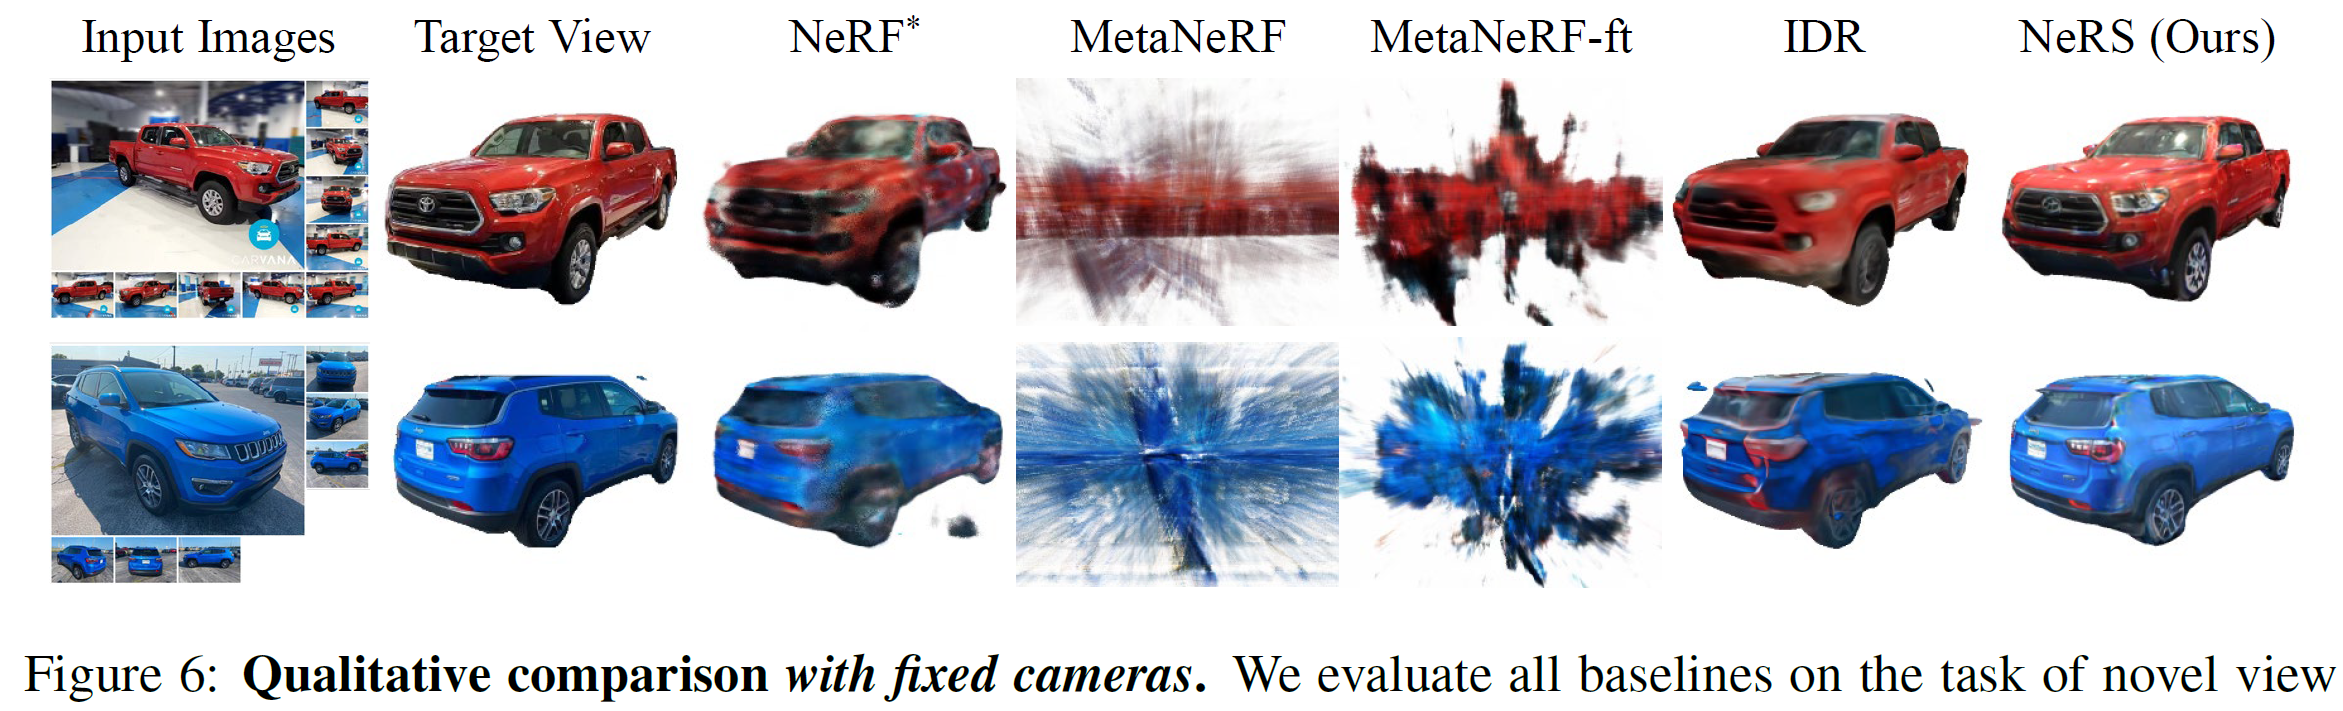 Input Images Target View NeRF* MetaNeRF MetaNeRF-ft IDR NeRS (Ours)
CARVANA
Figure 6: Qualitative comparison with fixed cameras. We evaluate all baselines on the task of novel view